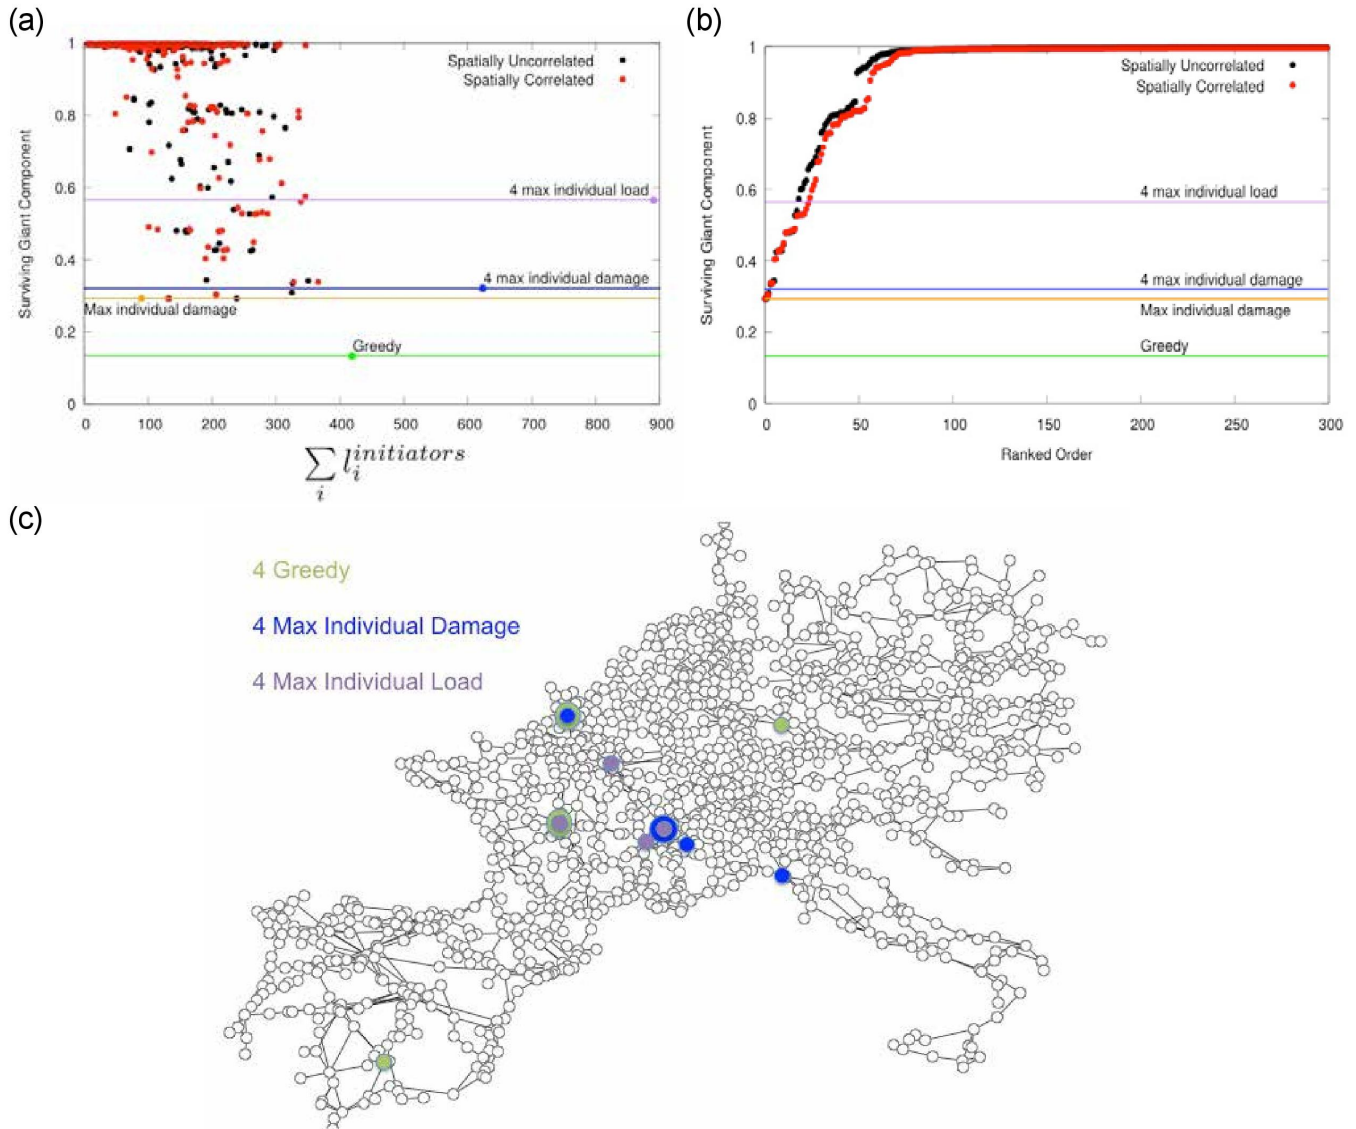 (a)
1
0.8
0.6
0.4
0.2
0
Surviving Giant Component
Spatially Uncorrelated
Spatially Correlated
4 max individual load
4 max individual damage
Max individual damage
Greedy
0 100 200 300 400 500 600 700 800 900
∑_i l_i^{initiators}
(b)
1
0.8
0.6
0.4
0.2
0
Surviving Giant Component
Spatially Uncorrelated
Spatially Correlated
4 max individual load
4 max individual damage
Max individual damage
Greedy
0 50 100 150 200 250 300
Ranked Order
(c)
4 Greedy
4 Max Individual Damage
4 Max Individual Load